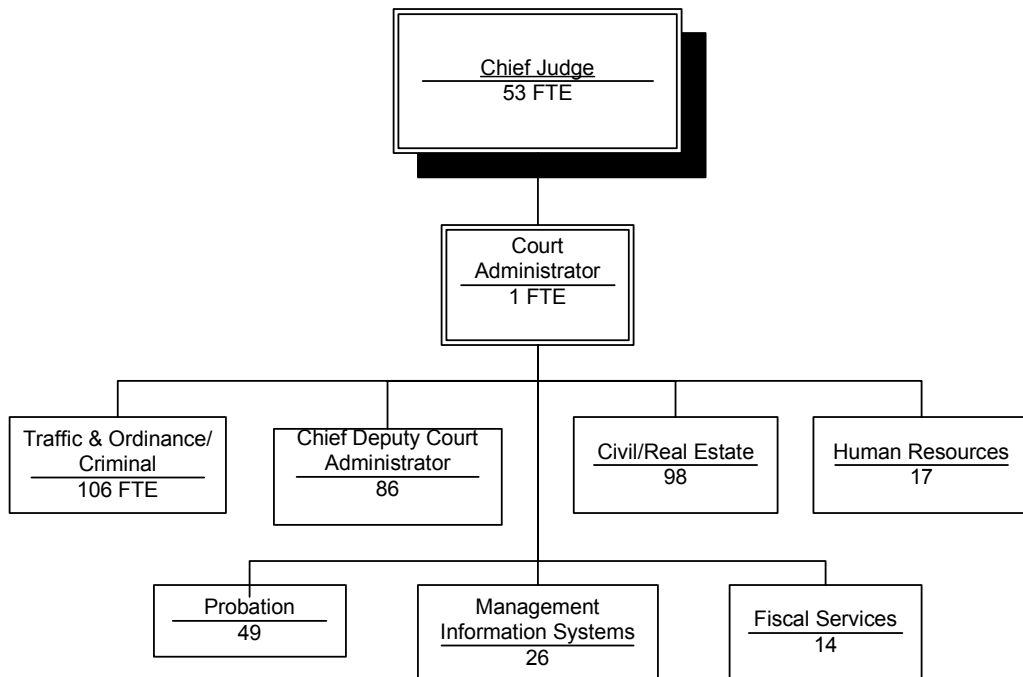 Chief Judge
53 FTE
Court
Administrator
1 FTE
Traffic & Ordinance/
Criminal
106 FTE
Chief Deputy Court
Administrator
86
Civil/Real Estate
98
Human Resources
17
Probation
49
Management
Information Systems
26
Fiscal Services
14